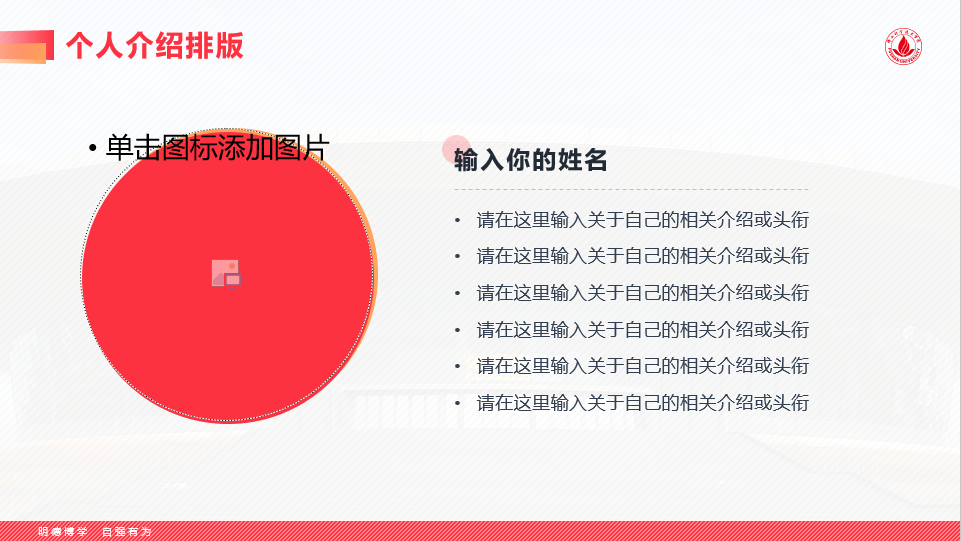 个人介绍排版
• 单击图标添加图片
输入你的姓名
• 请在这里输入关于自己的相关介绍或头衔
• 请在这里输入关于自己的相关介绍或头衔
• 请在这里输入关于自己的相关介绍或头衔
• 请在这里输入关于自己的相关介绍或头衔
• 请在这里输入关于自己的相关介绍或头衔
• 请在这里输入关于自己的相关介绍或头衔
明德博学 自强有为